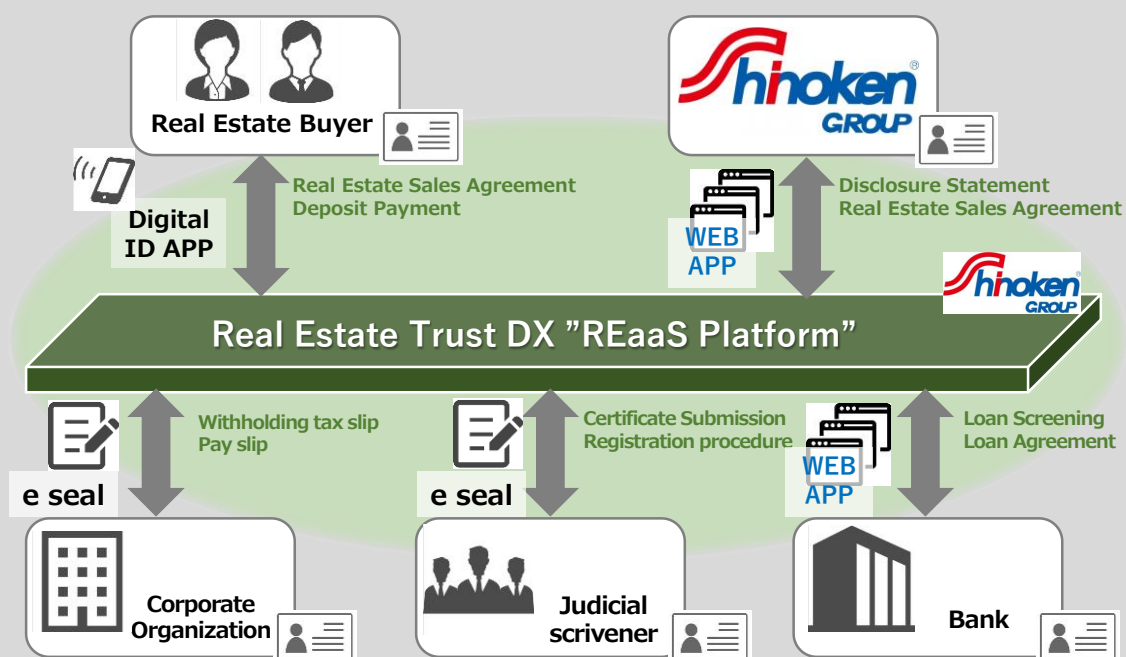 Real Estate Buyer
Shinoken®
GROUP
Digital
ID APP
Real Estate Sales Agreement
Deposit Payment
WEB
APP
Disclosure Statement
Real Estate Sales Agreement
Shinoken®
GROUP
Real Estate Trust DX ”REaaS Platform”
e seal
Withholding tax slip
Pay slip
e seal
Certificate Submission
Registration procedure
WEB
APP
Loan Screening
Loan Agreement
Corporate
Organization
Judicial
scrivener
Bank